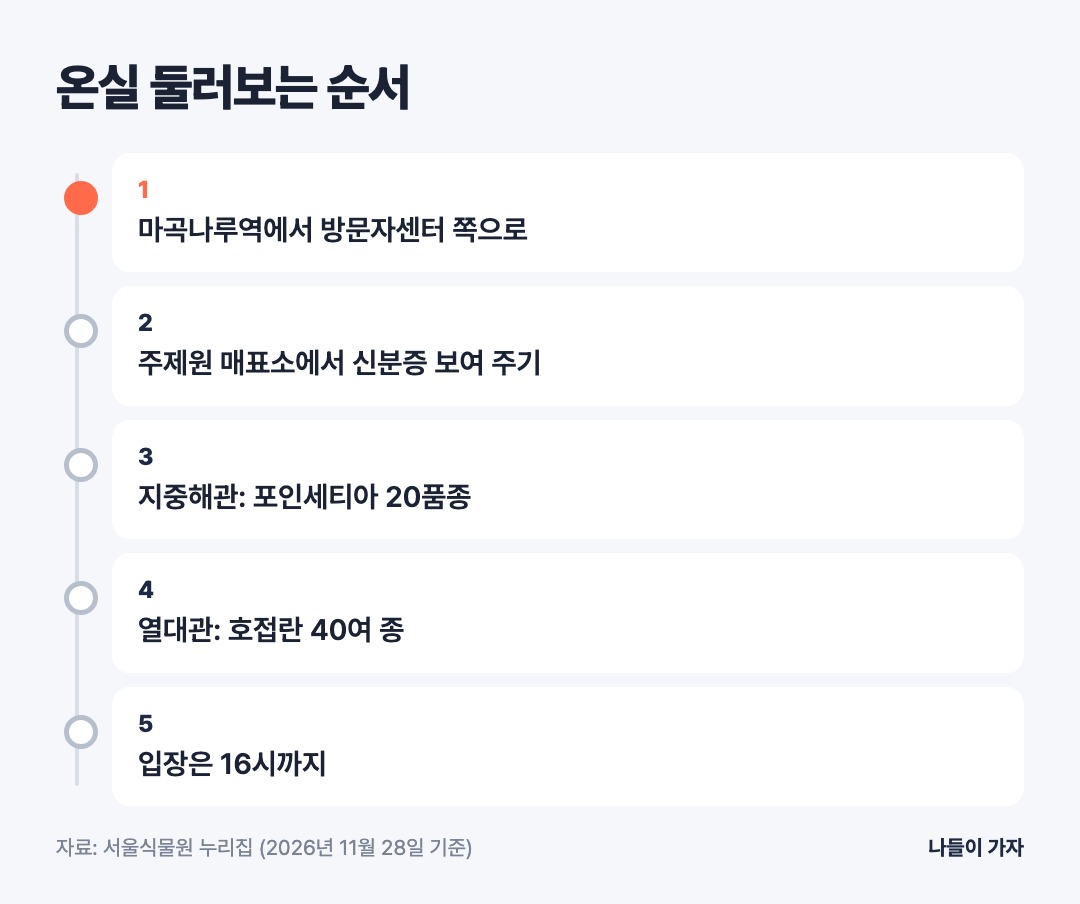 온실 둘러보는 순서
1
마곡나루역에서 방문자센터 쪽으로
2
주제원 매표소에서 신분증 보여 주기
3
지중해관: 포인세티아 20품종
4
열대관: 호접란 40여 종
5
입장은 16시까지
자료: 서울식물원 누리집 (2026년 11월 28일 기준)
나들이 가자